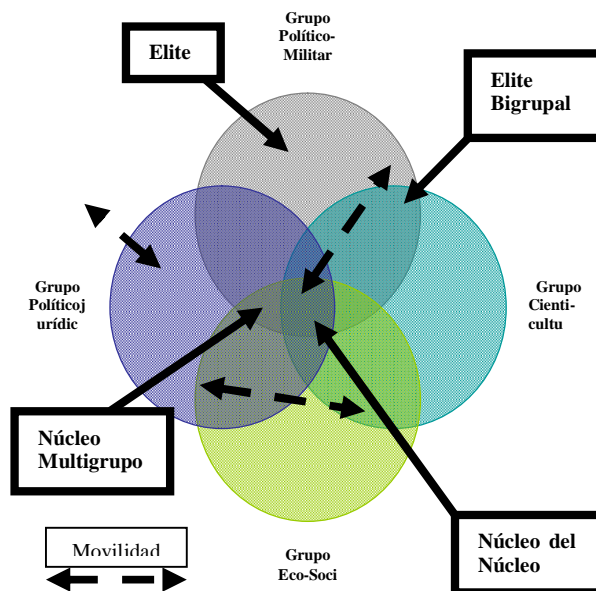 Grupo
Político-
Militar
Elite
Elite
Bigrupal
Grupo
Políticoj
urídic
Grupo
Cienti-
cultu
Núcleo
Multigrupo
Núcleo del
Núcleo
Movilidad
Grupo
Eco-Soci